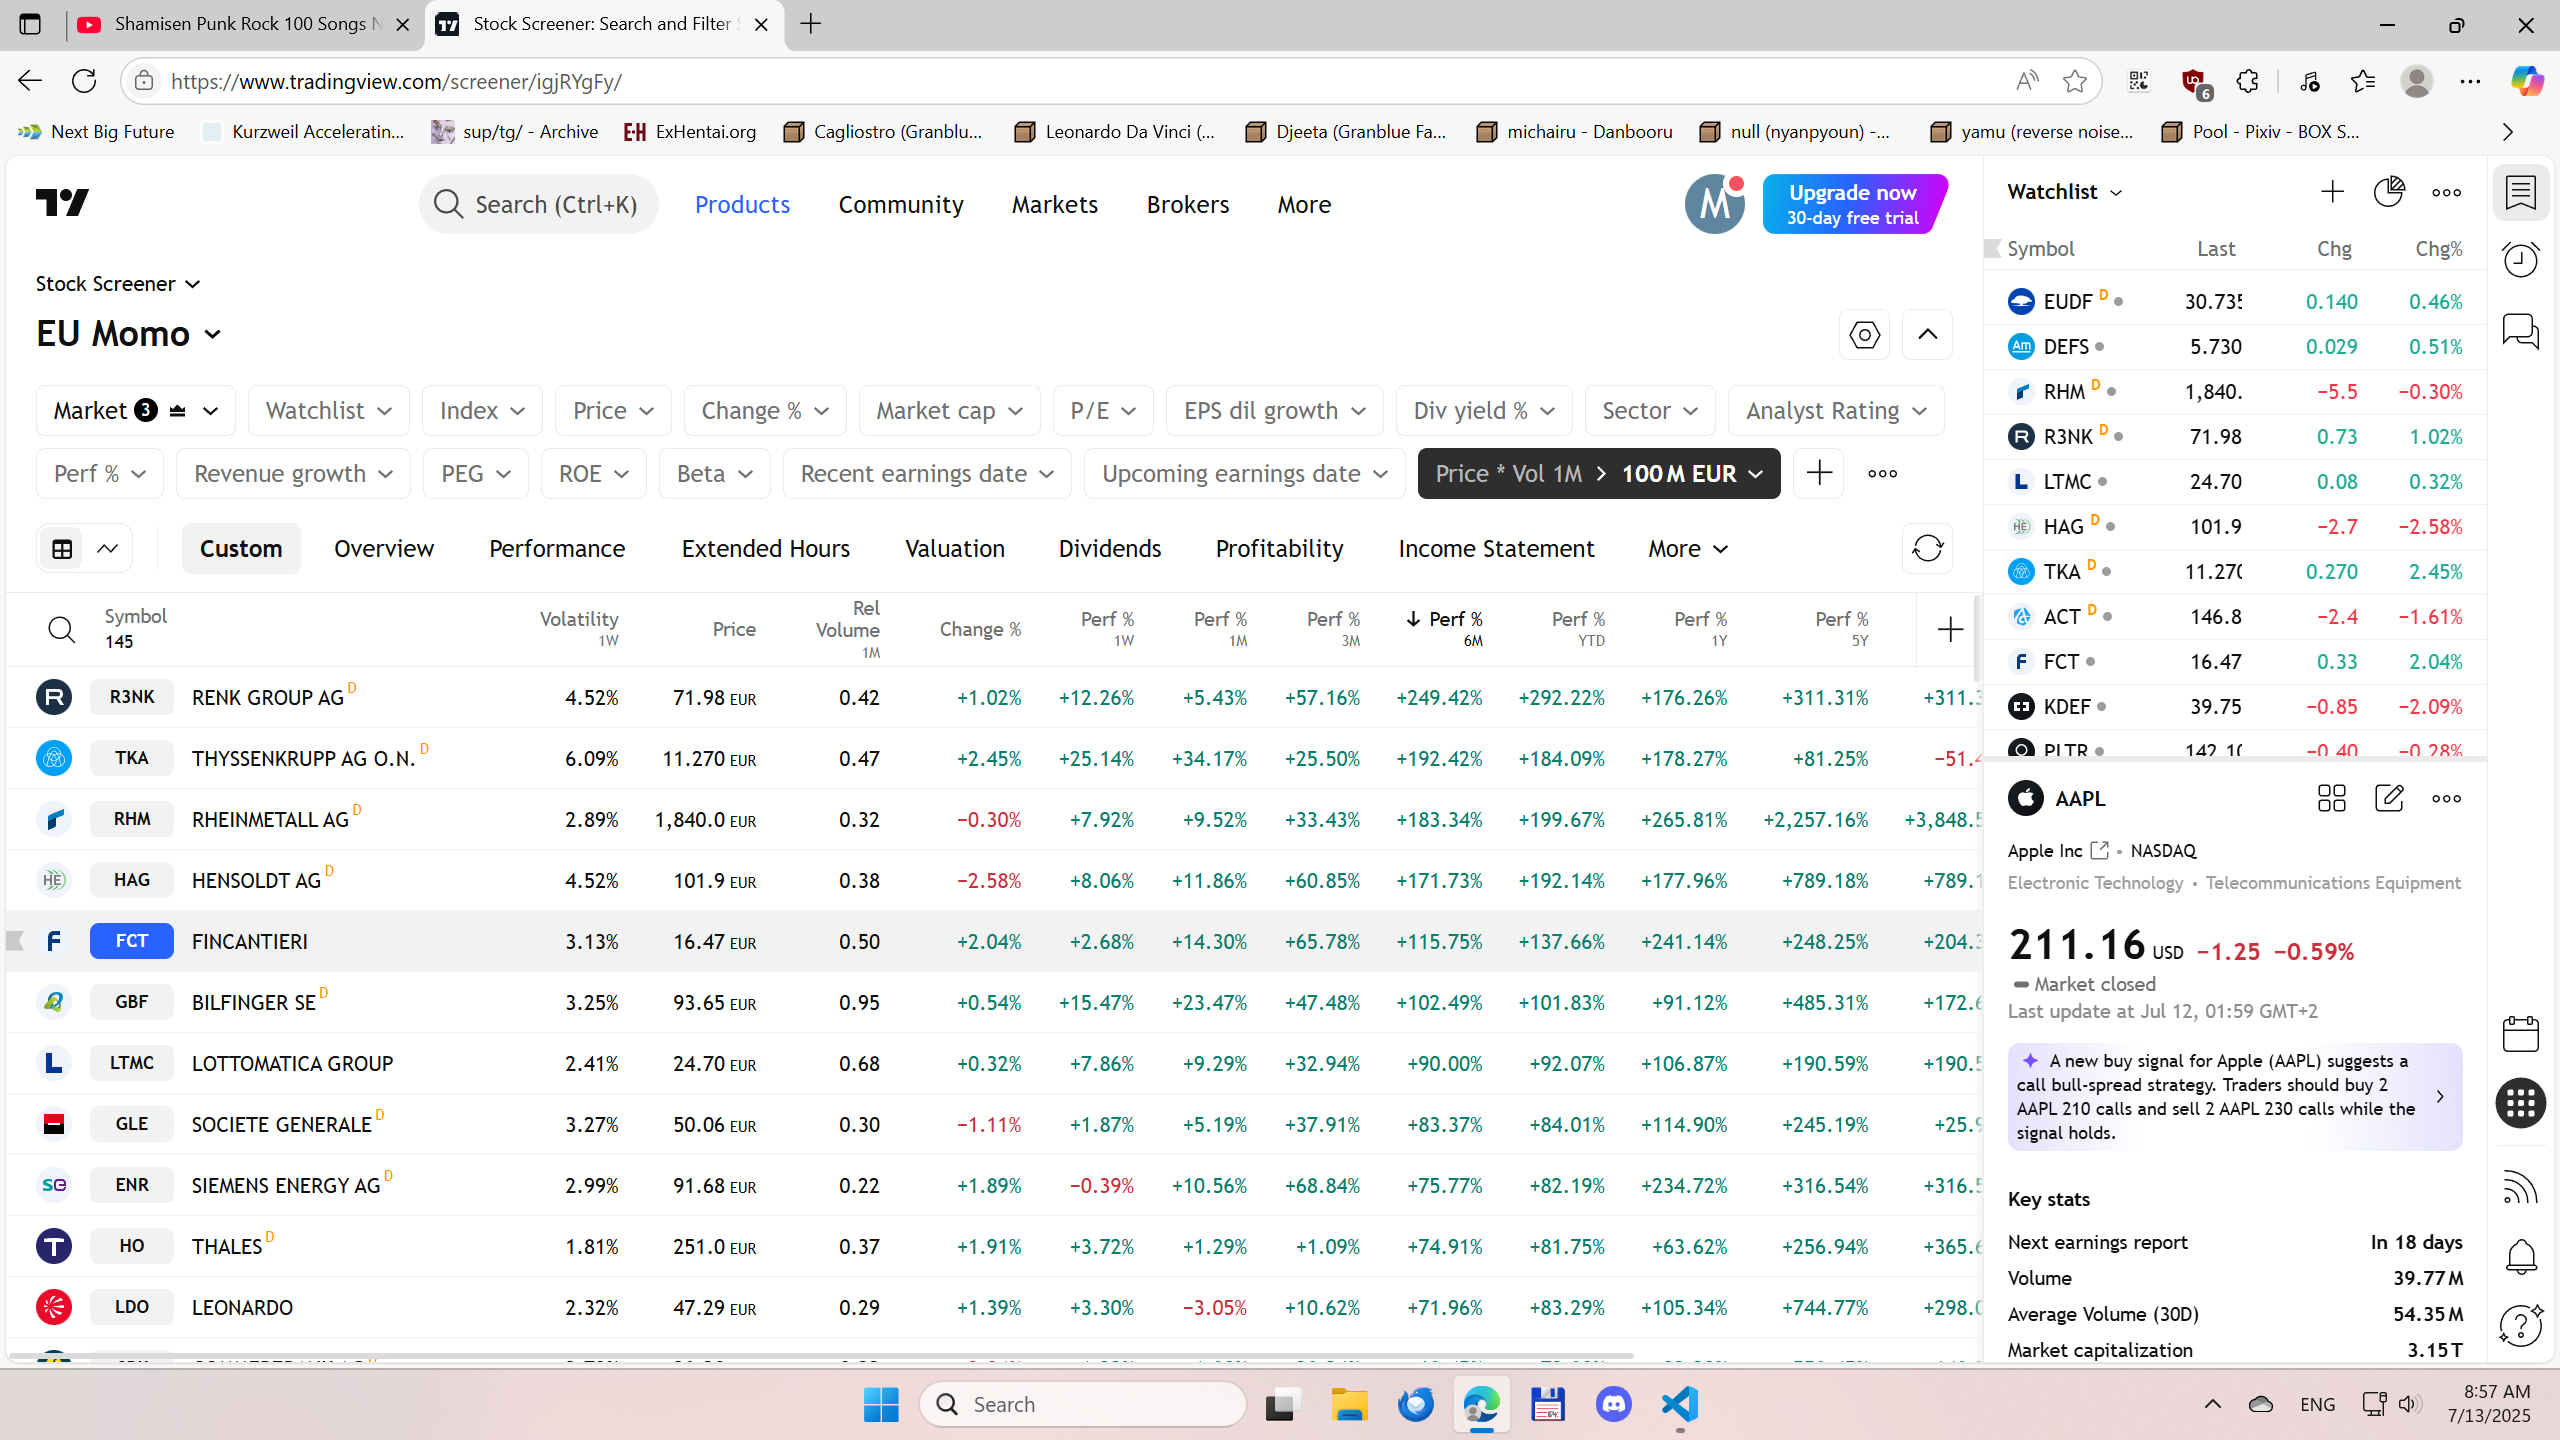 Shamisen Punk Rock 100 Songs N
Stock Screener: Search and Filter S
https://www.tradingview.com/screener/igjRYgFy/
6
Next Big Future
Kurzweil Acceleratin...
sup/tg/ - Archive
EH ExHentai.org
Cagliostro (Granblu...
Leonardo Da Vinci (...
Djeeta (Granblue Fa...
michairu - Danbooru
null (nyanpyoun) -...
yamu (reverse noise...
Pool - Pixiv - BOX S...
Search (Ctrl+K)
Products
Community
Markets
Brokers
More
M
Upgrade now
30-day free trial
Stock Screener
EU Momo
Market 3
Watchlist
Index
Price
Change %
Market cap
P/E
EPS dil growth
Div yield %
Sector
Analyst Rating
Perf %
Revenue growth
PEG
ROE
Beta
Recent earnings date
Upcoming earnings date
Price * Vol 1M > 100 M EUR
Custom
Overview
Performance
Extended Hours
Valuation
Dividends
Profitability
Income Statement
More
Symbol 145
Volatility 1W
Price
Rel Volume 1M
Change %
Perf % 1W
Perf % 1M
Perf % 3M
Perf % 6M
Perf % YTD
Perf % 1Y
Perf % 5Y
R3NK RENK GROUP AG D 4.52% 71.98 EUR 0.42 +1.02% +12.26% +5.43% +57.16% +249.42% +292.22% +176.26% +311.31% +311.3
TKA THYSSENKRUPP AG O.N. D 6.09% 11.270 EUR 0.47 +2.45% +25.14% +34.17% +25.50% +192.42% +184.09% +178.27% +81.25% −51.4
RHM RHEINMETALL AG D 2.89% 1,840.0 EUR 0.32 −0.30% +7.92% +9.52% +33.43% +183.34% +199.67% +265.81% +2,257.16% +3,848.5
HAG HENSOLDT AG D 4.52% 101.9 EUR 0.38 −2.58% +8.06% +11.86% +60.85% +171.73% +192.14% +177.96% +789.18% +789.1
FCT FINCANTIERI 3.13% 16.47 EUR 0.50 +2.04% +2.68% +14.30% +65.78% +115.75% +137.66% +241.14% +248.25% +204.3
GBF BILFINGER SE D 3.25% 93.65 EUR 0.95 +0.54% +15.47% +23.47% +47.48% +102.49% +101.83% +91.12% +485.31% +172.6
LTMC LOTTOMATICA GROUP 2.41% 24.70 EUR 0.68 +0.32% +7.86% +9.29% +32.94% +90.00% +92.07% +106.87% +190.59% +190.5
GLE SOCIETE GENERALE D 3.27% 50.06 EUR 0.30 −1.11% +1.87% +5.19% +37.91% +83.37% +84.01% +114.90% +245.19% +25.9
ENR SIEMENS ENERGY AG D 2.99% 91.68 EUR 0.22 +1.89% −0.39% +10.56% +68.84% +75.77% +82.19% +234.72% +316.54% +316.5
HO THALES D 1.81% 251.0 EUR 0.37 +1.91% +3.72% +1.29% +1.09% +74.91% +81.75% +63.62% +256.94% +365.6
LDO LEONARDO 2.32% 47.29 EUR 0.29 +1.39% +3.30% −3.05% +10.62% +71.96% +83.29% +105.34% +744.77% +298.0
Watchlist
Symbol Last Chg Chg%
EUDF D 30.735 0.140 0.46%
DEFS 5.730 0.029 0.51%
RHM D 1,840. −5.5 −0.30%
R3NK D 71.98 0.73 1.02%
LTMC 24.70 0.08 0.32%
HAG D 101.9 −2.7 −2.58%
TKA D 11.270 0.270 2.45%
ACT D 146.8 −2.4 −1.61%
FCT 16.47 0.33 2.04%
KDEF 39.75 −0.85 −2.09%
PLTR 142.10 −0.40 −0.28%
AAPL
Apple Inc • NASDAQ
Electronic Technology • Telecommunications Equipment
211.16 USD −1.25 −0.59%
Market closed
Last update at Jul 12, 01:59 GMT+2
A new buy signal for Apple (AAPL) suggests a
call bull-spread strategy. Traders should buy 2
AAPL 210 calls and sell 2 AAPL 230 calls while the
signal holds.
Key stats
Next earnings report In 18 days
Volume 39.77 M
Average Volume (30D) 54.35 M
Market capitalization 3.15 T
Search
ENG
8:57 AM
7/13/2025